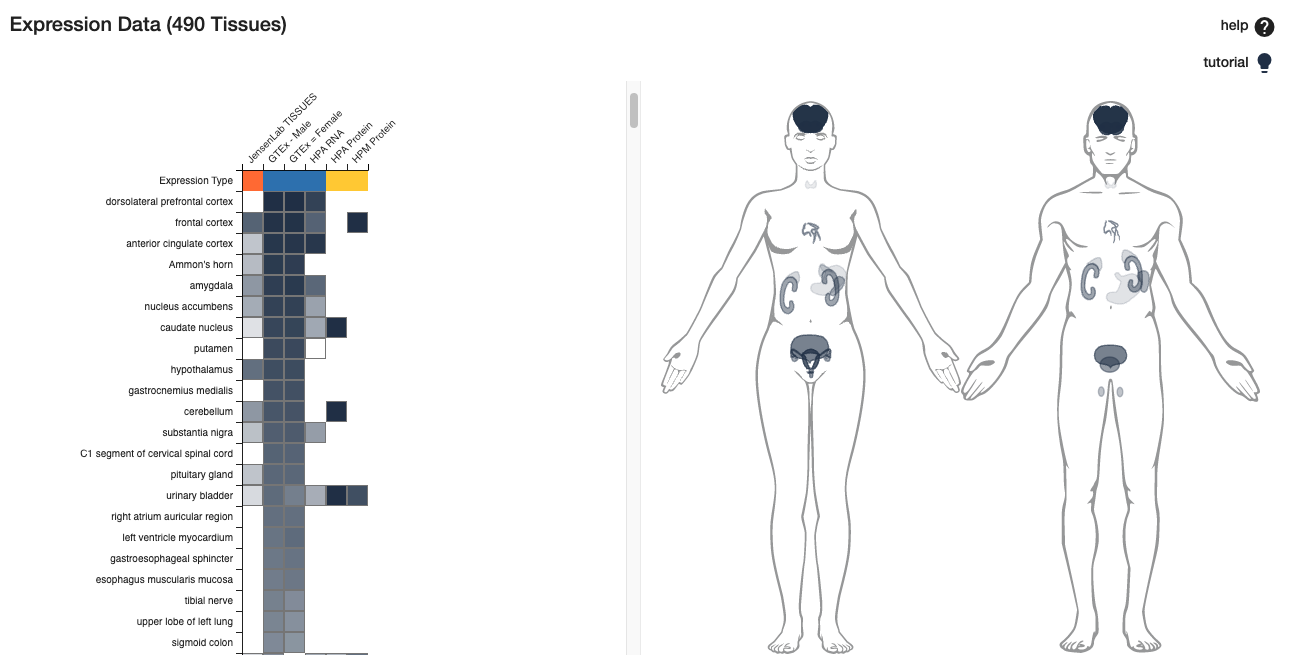 Expression Data (490 Tissues)
help
tutorial
JensenLab TISSUES
GTEx - Male
GTEx = Female
HPA RNA
HPA Protein
HPM Protein
Expression Type
dorsolateral prefrontal cortex
frontal cortex
anterior cingulate cortex
Ammon's horn
amygdala
nucleus accumbens
caudate nucleus
putamen
hypothalamus
gastrocnemius medialis
cerebellum
substantia nigra
C1 segment of cervical spinal cord
pituitary gland
urinary bladder
right atrium auricular region
left ventricle myocardium
gastroesophageal sphincter
esophagus muscularis mucosa
tibial nerve
upper lobe of left lung
sigmoid colon